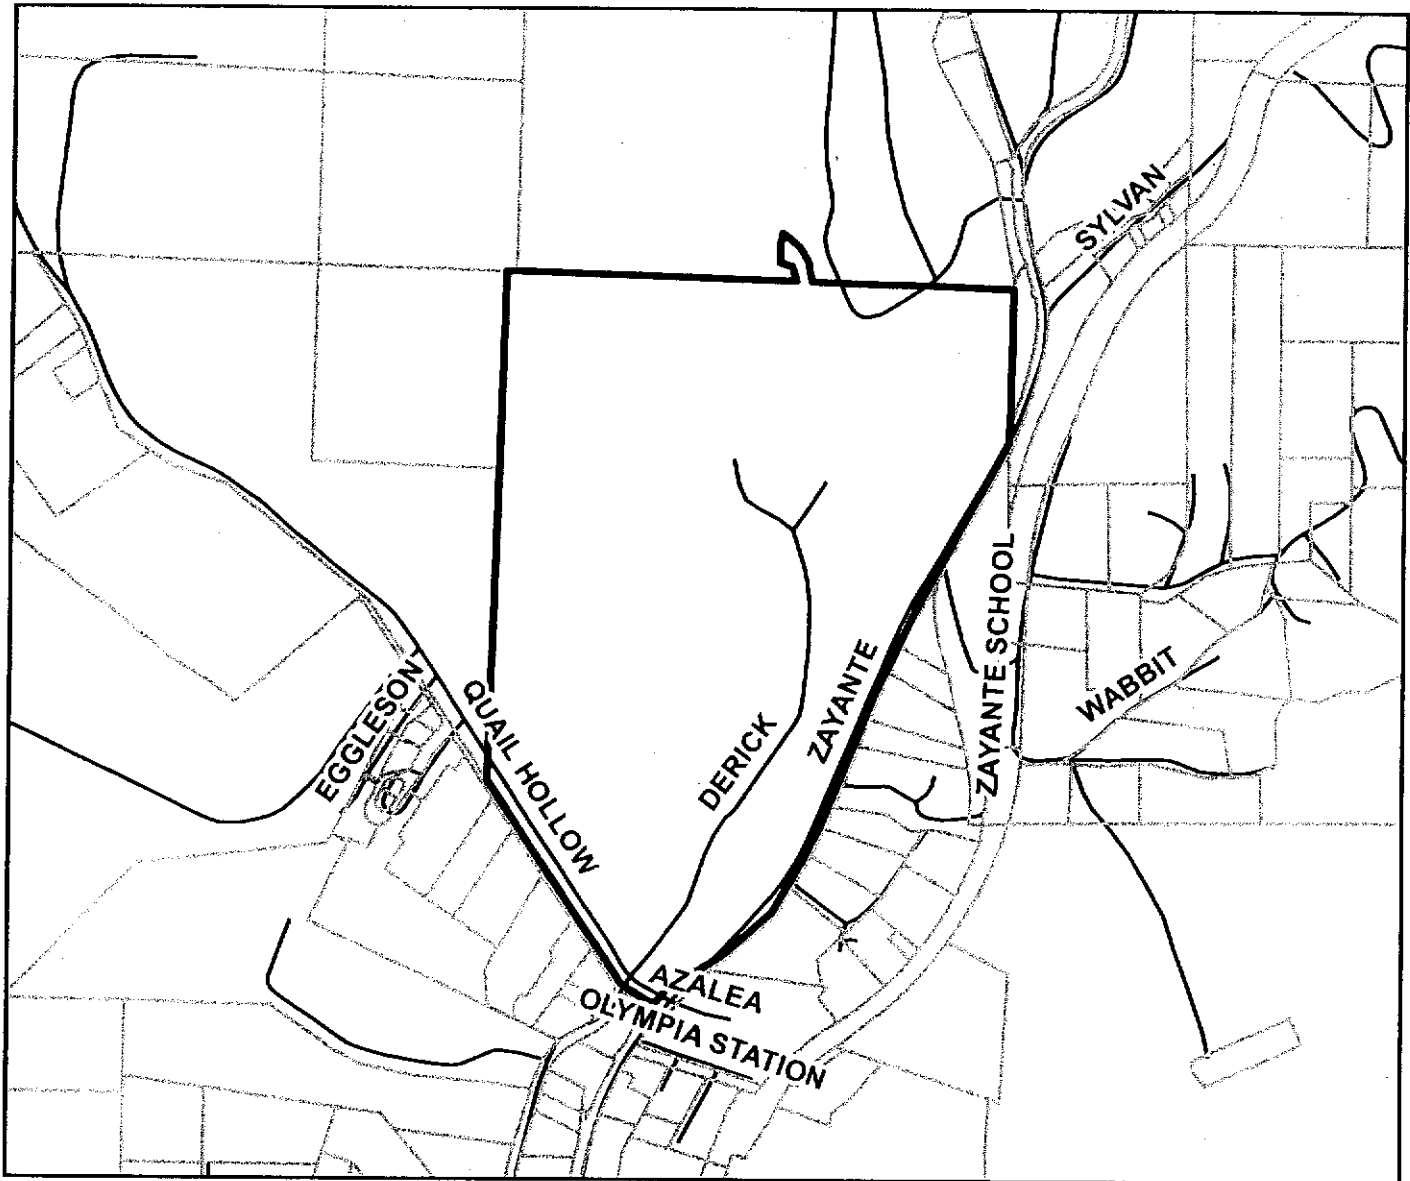 SYLVAN
ZAYANTE SCHOOL
WABBIT
ZAYANTE
EGGLESON
QUAIL HOLLOW
DERICK
AZALEA
OLYMPIA STATION